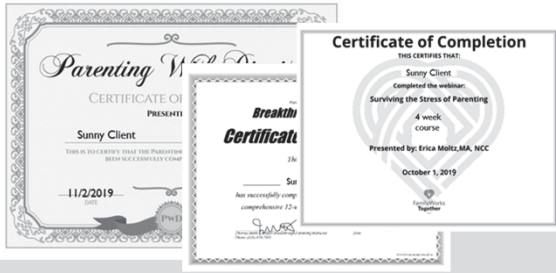 Parenting
CERTIFICATE OF
PRESENT
Sunny Client
THIS IS TO CERTIFY THAT THE PARENTIN
BEEN SUCCESSFULLY COMP
11/2/2019
DATE
PWD
Breakth
Certificate
Su
has successfully comp
comprehensive 12-
Certificate of Completion
THIS CERTIFIES THAT:
Sunny Client
Completed the webinar:
Surviving the Stress of Parenting
4 week
course
Presented by: Erica Moltz,MA, NCC
October 1, 2019
FamilyWorks
Together